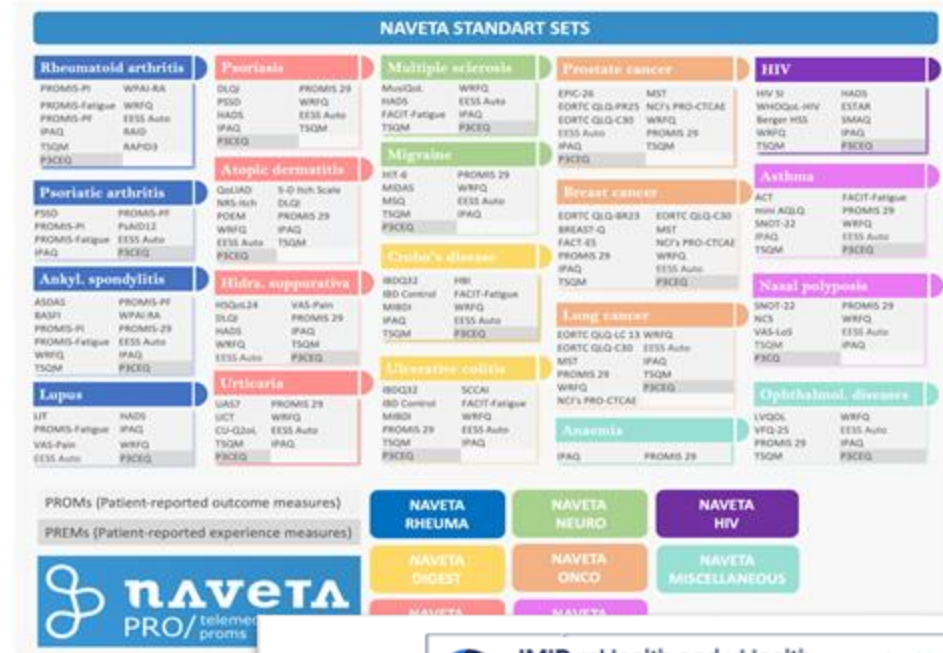 NAVETA STANDART SETS
Rheumatoid arthritis
PROMIS-PI WPAI-RA
PROMIS-Fatigue WRFQ
PROMIS-PF EESS Auto
IPAQ RAID
TSQM RAPID3
P3CEQ
Psoriatic arthritis
PSSD PROMIS-PF
PROMIS-PI PsAID12
PROMIS-Fatigue EESS Auto
IPAQ P3CEQ
Ankyl. spondylitis
ASDAS PROMIS-PF
BASFI WPAI-RA
PROMIS-PI PROMIS-29
PROMIS-Fatigue EESS Auto
WRFQ IPAQ
TSQM P3CEQ
Lupus
LIT HADS
PROMIS-Fatigue IPAQ
VAS-Pain WRFQ
EESS Auto P3CEQ
Psoriasis
DLQI PROMIS 29
PSSD WRFQ
HADS EESS Auto
IPAQ TSQM
P3CEQ
Atopic dermatitis
QoLIAD 5-D Itch Scale
NRS-Itch DLQI
POEM PROMIS 29
WRFQ IPAQ
EESS Auto TSQM
P3CEQ
Hidra. suppurativa
HSQoL24 VAS-Pain
DLQI PROMIS 29
HADS IPAQ
WRFQ TSQM
EESS Auto P3CEQ
Urticaria
UAS7 PROMIS 29
UCT WRFQ
CU-Q2oL EESS Auto
TSQM IPAQ
P3CEQ
Multiple sclerosis
MusiQoL WRFQ
HADS EESS Auto
FACIT-Fatigue IPAQ
TSQM P3CEQ
Migraine
HIT-6 PROMIS 29
MIDAS WRFQ
MSQ EESS Auto
TSQM IPAQ
P3CEQ
Crohn's disease
IBDQ32 HBI
IBD Control FACIT-Fatigue
MIBDI WRFQ
IPAQ EESS Auto
TSQM P3CEQ
Ulcerative colitis
IBDQ32 SCCAI
IBD Control FACIT-Fatigue
MIBDI WRFQ
PROMIS 29 EESS Auto
TSQM IPAQ
P3CEQ
Prostate cancer
EPIC-26 MST
EORTC QLQ-PR25 NCI's PRO-CTCAE
EORTC QLQ-C30 WRFQ
EESS Auto PROMIS 29
IPAQ TSQM
P3CEQ
Breast cancer
EORTC QLQ-BR23 EORTC QLQ-C30
BREAST-Q MST
FACT-ES NCI's PRO-CTCAE
PROMIS 29 WRFQ
IPAQ EESS Auto
TSQM P3CEQ
Lung cancer
EORTC QLQ-LC 13 WRFQ
EORTC QLQ-C30 EESS Auto
MST IPAQ
PROMIS 29 TSQM
WRFQ P3CEQ
NCI's PRO-CTCAE
Anaemia
IPAQ PROMIS 29
HIV
HIV SI HADS
WHOQoL-HIV ESTAR
Berger HSS SMAQ
WRFQ IPAQ
TSQM P3CEQ
Asthma
ACT FACIT-Fatigue
mini AQLQ PROMIS 29
SNOT-22 WRFQ
IPAQ EESS Auto
TSQM P3CEQ
Nasal polyposis
SNOT-22 PROMIS 29
NCS WRFQ
VAS-LoS EESS Auto
TSQM IPAQ
P3CQ
Ophthalmol. diseases
LVQOL WRFQ
VFQ-25 EESS Auto
PROMIS 29 IPAQ
TSQM P3CEQ
PROMs (Patient-reported outcome measures)
PREMs (Patient-reported experience measures)
NAVETA
RHEUMA
NAVETA
NEURO
NAVETA
HIV
NAVETA
DIGEST
NAVETA
ONCO
NAVETA
MISCELLANEOUS
NAVETA
NAVETA
naveta
PRO/ proms